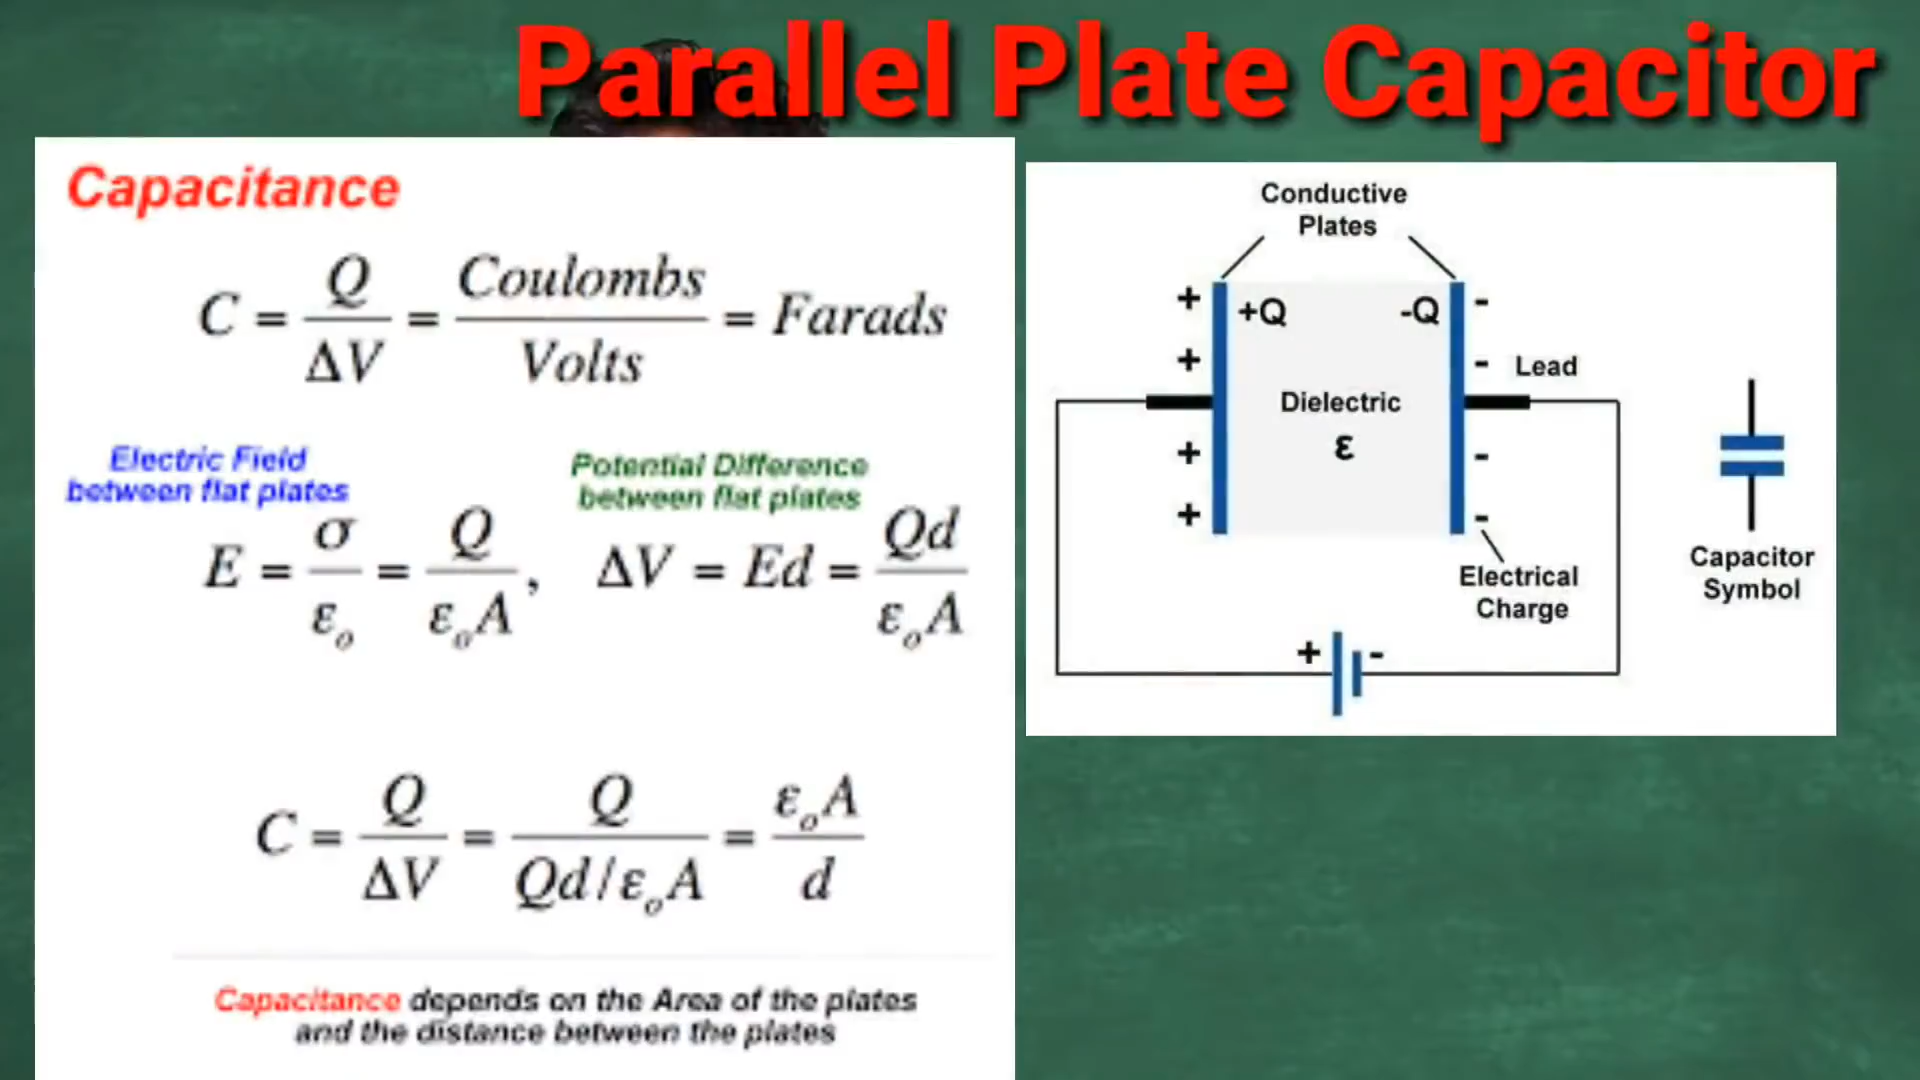 Parallel Plate Capacitor
Capacitance
C = Q / ΔV = Coulombs / Volts = Farads
Electric Field
between flat plates
Potential Difference
between flat plates
E = σ / ε₀ = Q / ε₀A , ΔV = Ed = Qd / ε₀A
C = Q / ΔV = Q / Qd/ε₀A = ε₀A / d
Capacitance depends on the Area of the plates
and the distance between the plates
Conductive
Plates
+ +Q -Q -
+ - Lead
Dielectric
ε
+ -
+ -
Electrical
Charge
+ -
Capacitor
Symbol